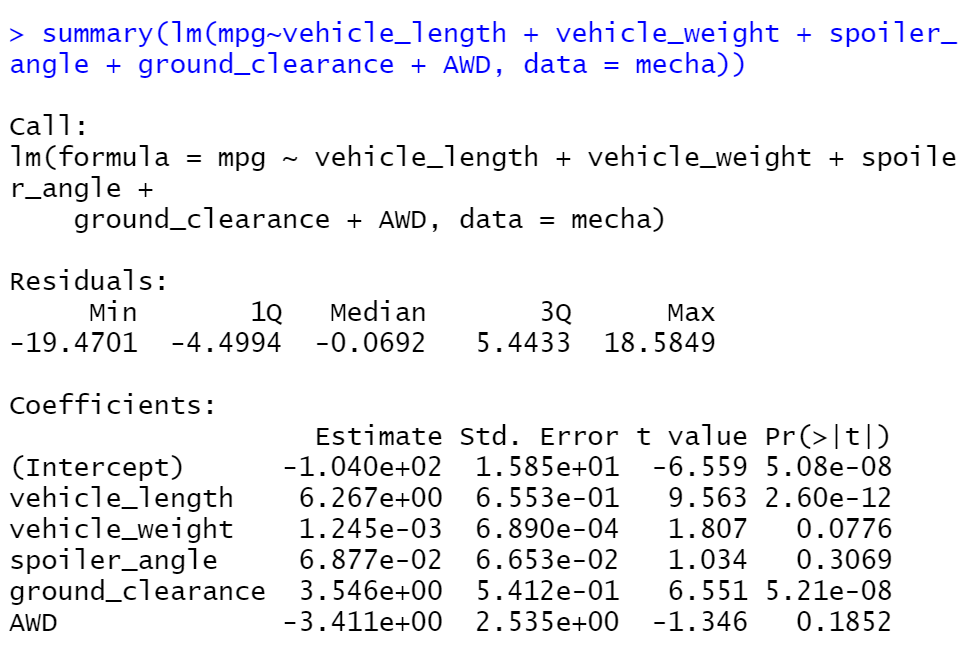 > summary(lm(mpg~vehicle_length + vehicle_weight + spoiler_
angle + ground_clearance + AWD, data = mecha))
Call:
lm(formula = mpg ~ vehicle_length + vehicle_weight + spoile
r_angle +
    ground_clearance + AWD, data = mecha)
Residuals:
     Min       1Q   Median       3Q      Max
-19.4701  -4.4994  -0.0692   5.4433  18.5849
Coefficients:
                   Estimate Std. Error t value Pr(>|t|)
(Intercept)      -1.040e+02  1.585e+01  -6.559 5.08e-08
vehicle_length    6.267e+00  6.553e-01   9.563 2.60e-12
vehicle_weight    1.245e-03  6.890e-04   1.807   0.0776
spoiler_angle     6.877e-02  6.653e-02   1.034   0.3069
ground_clearance  3.546e+00  5.412e-01   6.551 5.21e-08
AWD              -3.411e+00  2.535e+00  -1.346   0.1852